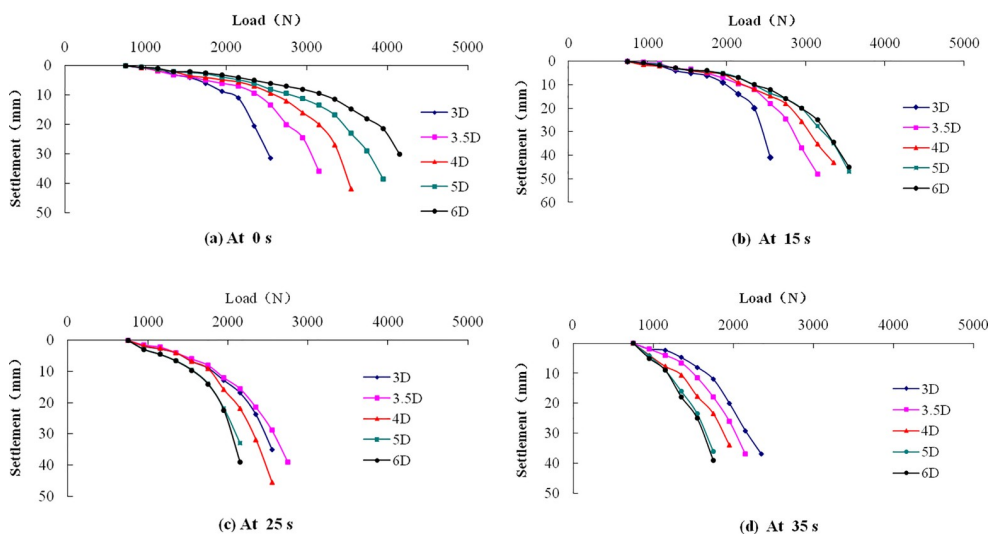 Load（N）
0 1000 2000 3000 4000 5000
0
10
20
30
40
50
Settlement（mm）
3D
3.5D
4D
5D
6D
(a) At 0 s
Load（N）
0 1000 2000 3000 4000 5000
0
10
20
30
40
50
60
Settlement（mm）
3D
3.5D
4D
5D
6D
(b) At 15 s
Load（N）
0 1000 2000 3000 4000 5000
0
10
20
30
40
50
Settlement（mm）
3D
3.5D
4D
5D
6D
(c) At 25 s
Load（N）
0 1000 2000 3000 4000 5000
0
10
20
30
40
50
Settlement（mm）
3D
3.5D
4D
5D
6D
(d) At 35 s